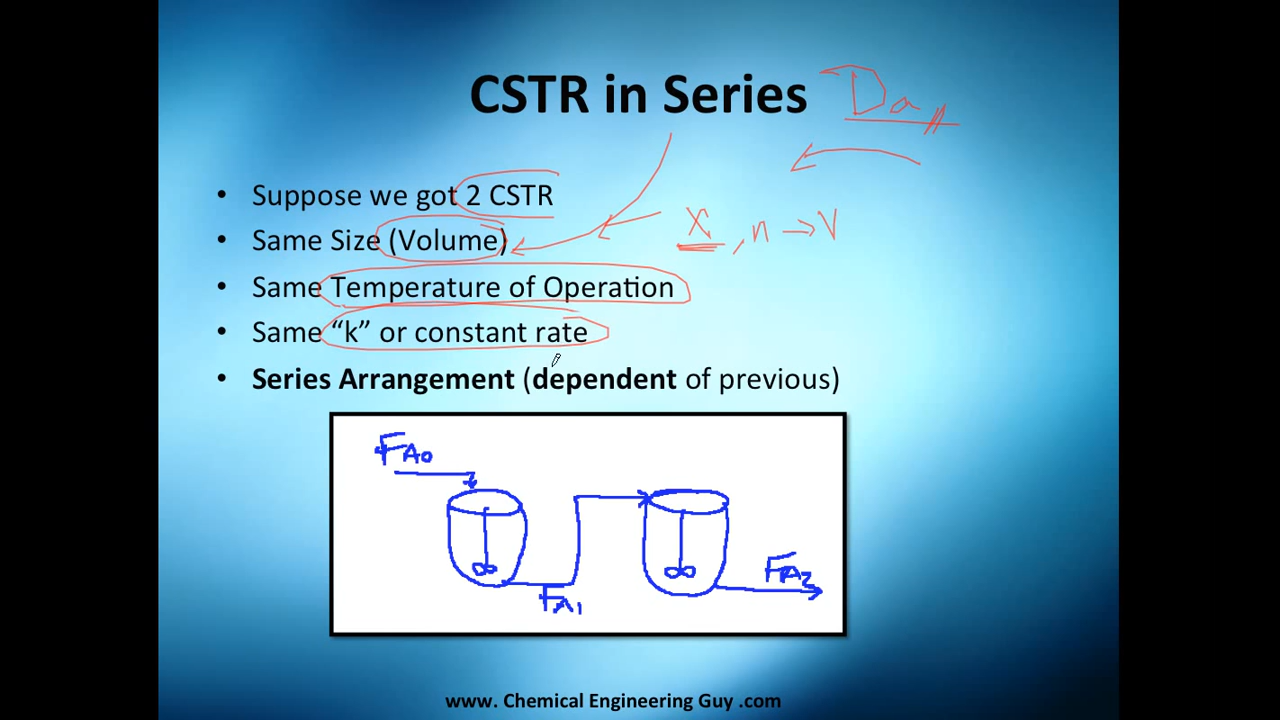 CSTR in Series Da
• Suppose we got 2 CSTR
• Same Size (Volume)
X, n → V
• Same Temperature of Operation
• Same “k” or constant rate
• Series Arrangement (dependent of previous)
FA0
FA1
FA2
www. Chemical Engineering Guy .com